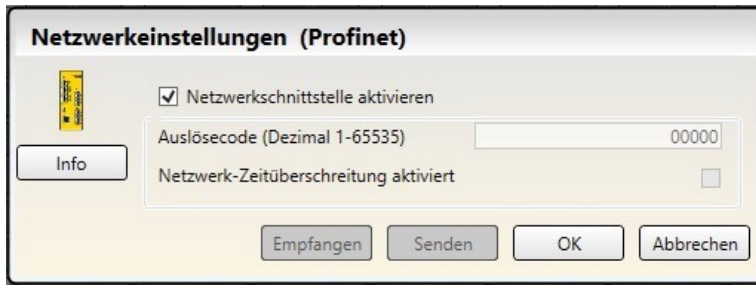 Netzwerkeinstellungen (Profinet)
Netzwerkschnittstelle aktivieren
Auslösecode (Dezimal 1-65535) 00000
Info
Netzwerk-Zeitüberschreitung aktiviert
Empfangen Senden OK Abbrechen